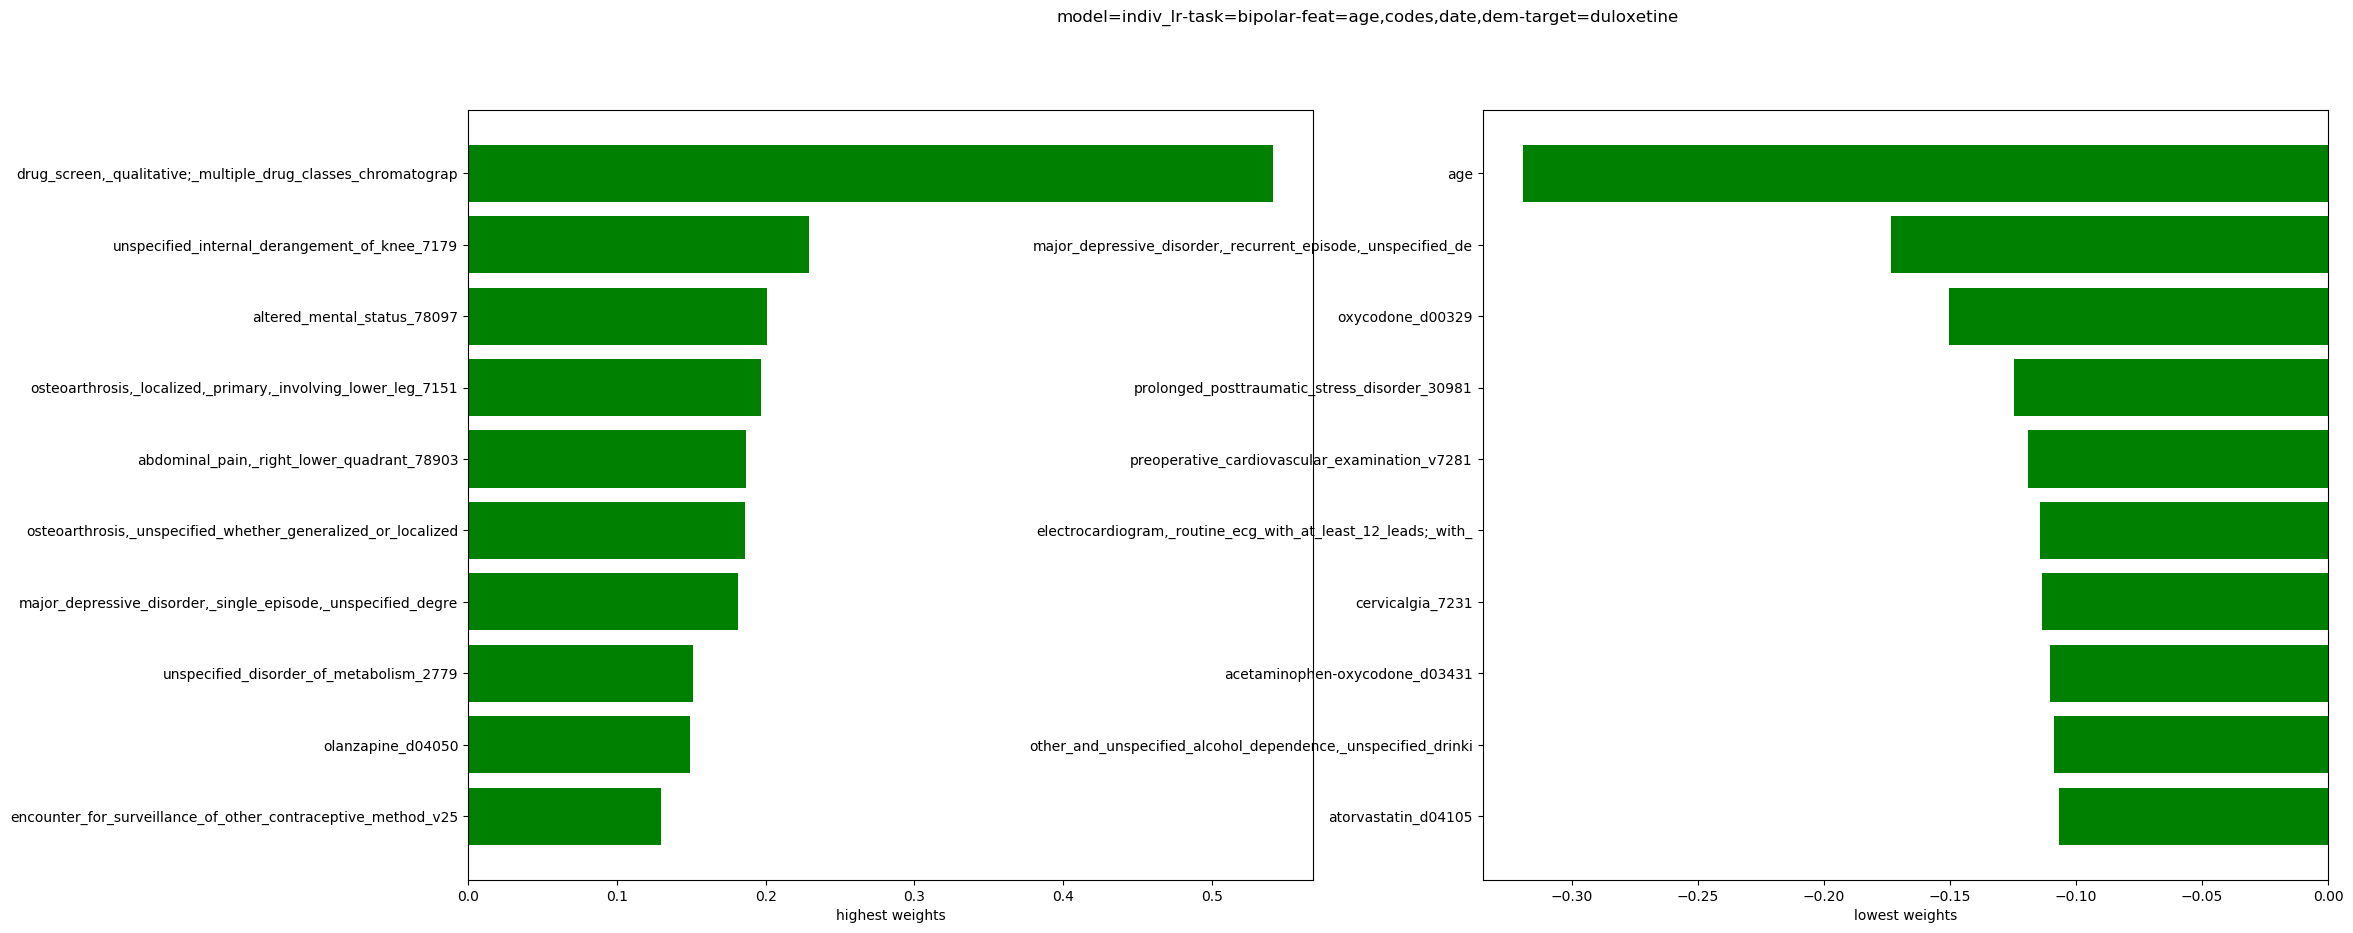 model=indiv_lr-task=bipolar-feat=age,codes,date,dem-target=duloxetine
drug_screen,_qualitative;_multiple_drug_classes_chromatograp
unspecified_internal_derangement_of_knee_7179
altered_mental_status_78097
osteoarthrosis,_localized,_primary,_involving_lower_leg_7151
abdominal_pain,_right_lower_quadrant_78903
osteoarthrosis,_unspecified_whether_generalized_or_localized
major_depressive_disorder,_single_episode,_unspecified_degre
unspecified_disorder_of_metabolism_2779
olanzapine_d04050
encounter_for_surveillance_of_other_contraceptive_method_v25
0.0 0.1 0.2 0.3 0.4 0.5
highest weights
age
major_depressive_disorder,_recurrent_episode,_unspecified_de
oxycodone_d00329
prolonged_posttraumatic_stress_disorder_30981
preoperative_cardiovascular_examination_v7281
electrocardiogram,_routine_ecg_with_at_least_12_leads;_with_
cervicalgia_7231
acetaminophen-oxycodone_d03431
other_and_unspecified_alcohol_dependence,_unspecified_drinki
atorvastatin_d04105
−0.30 −0.25 −0.20 −0.15 −0.10 −0.05 0.00
lowest weights